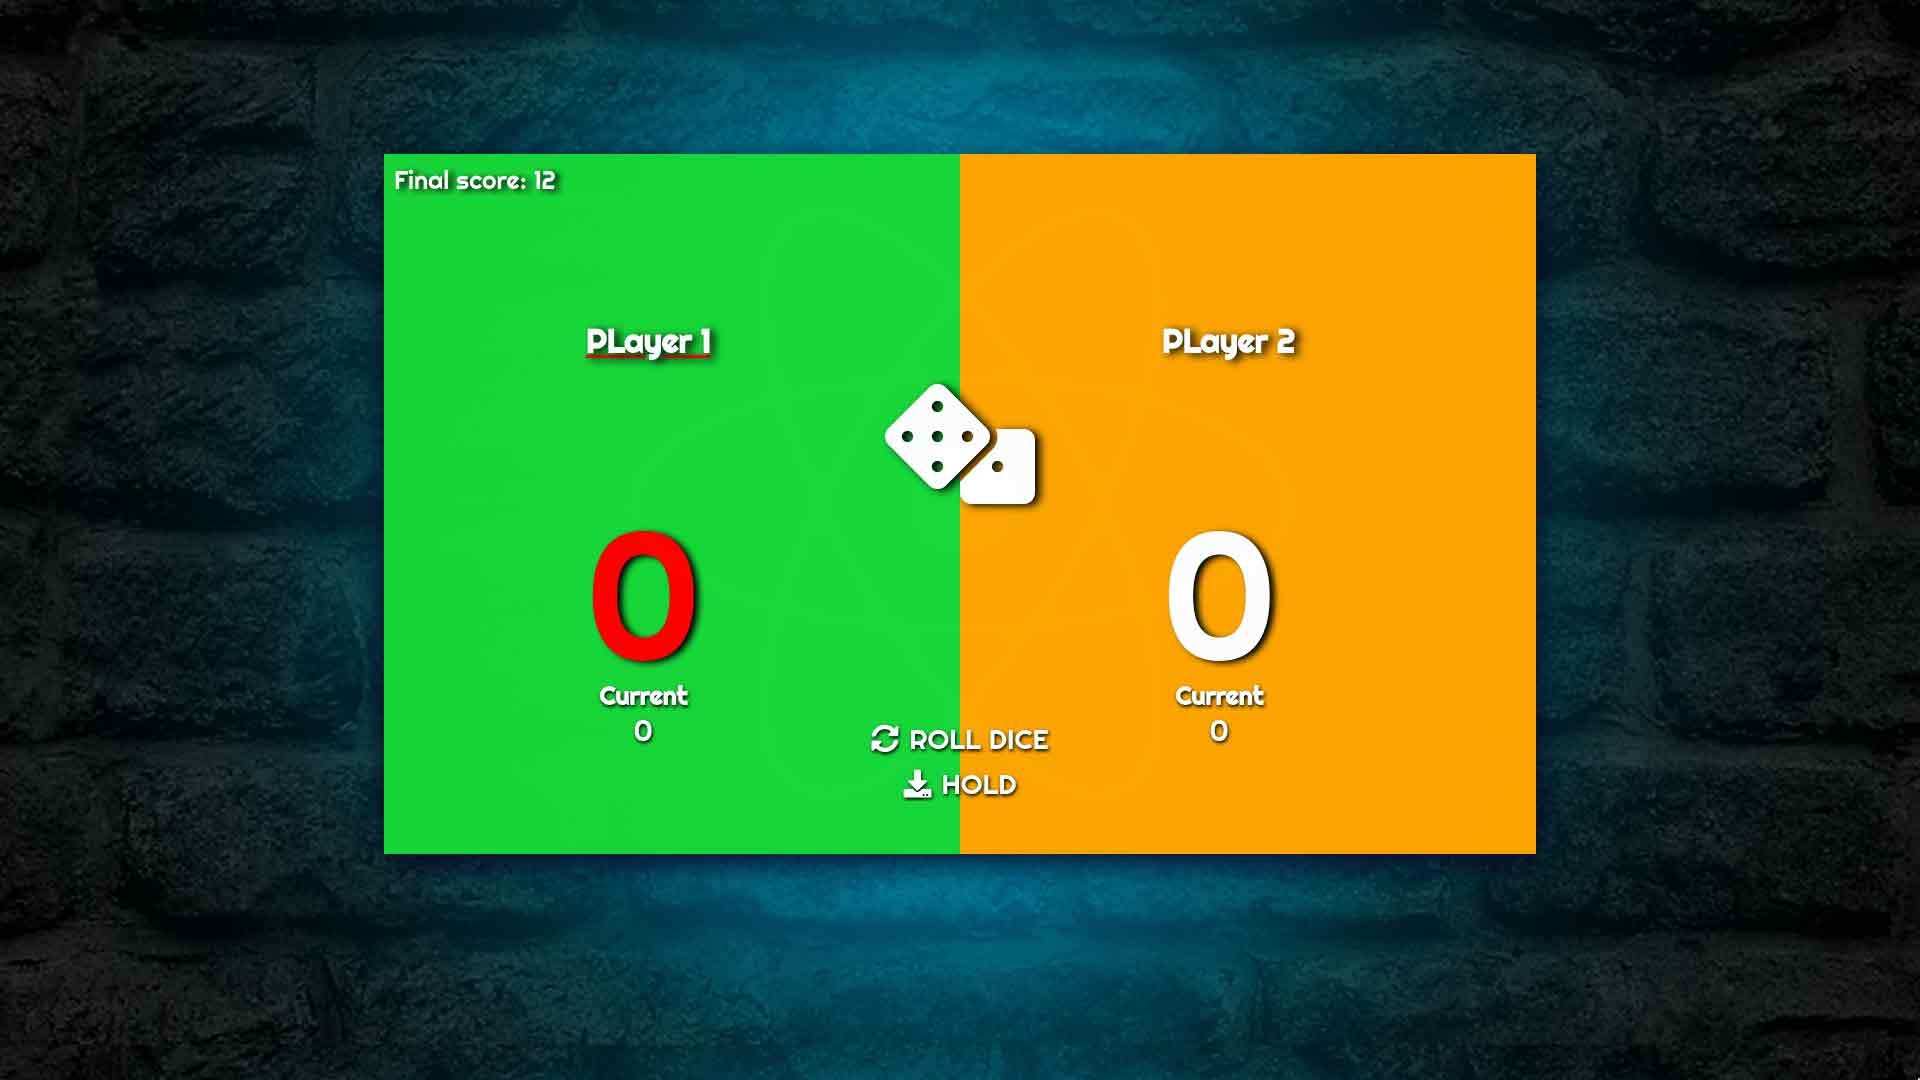 Final score: 12
PLayer 1
PLayer 2
0
0
Current
Current
0
0
ROLL DICE
HOLD